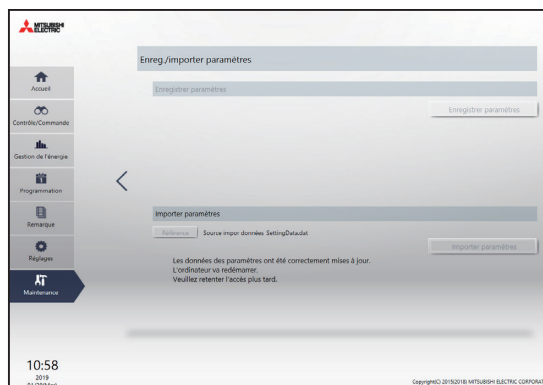 MITSUBISHI
ELECTRIC
Enreg./importer paramètres
Accueil
Enregistrer paramètres
Enregistrer paramètres
Contrôle/Commande
Gestion de l'énergie
Programmation
Remarque
Importer paramètres
Référence Source impor données SettingData.dat
Importer paramètres
Réglages
Les données des paramètres ont été correctement mises à jour.
L'ordinateur va redémarrer.
Veuillez retenter l'accès plus tard.
Maintenance
10:58
2019
Copyright(C) 2015(2018) MITSUBISHI ELECTRIC CORPORAT